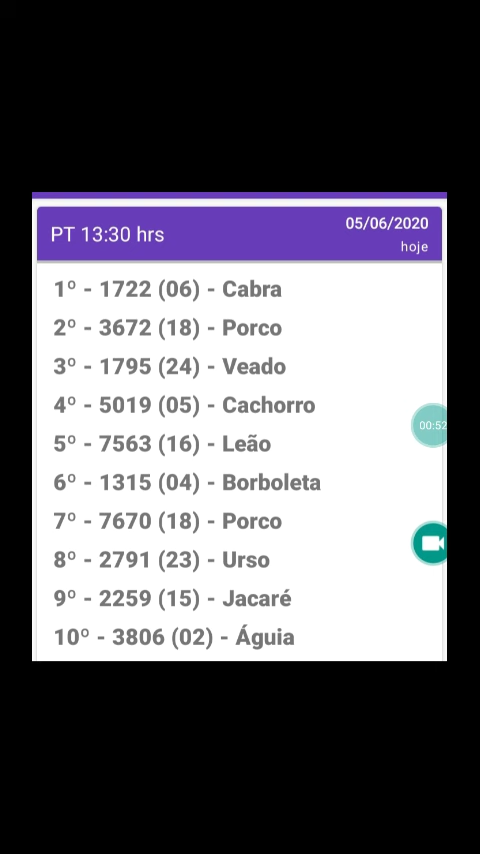 PT 13:30 hrs
05/06/2020
hoje
1º - 1722 (06) - Cabra
2º - 3672 (18) - Porco
3º - 1795 (24) - Veado
4º - 5019 (05) - Cachorro
00:52
5º - 7563 (16) - Leão
6º - 1315 (04) - Borboleta
7º - 7670 (18) - Porco
8º - 2791 (23) - Urso
9º - 2259 (15) - Jacaré
10º - 3806 (02) - Águia